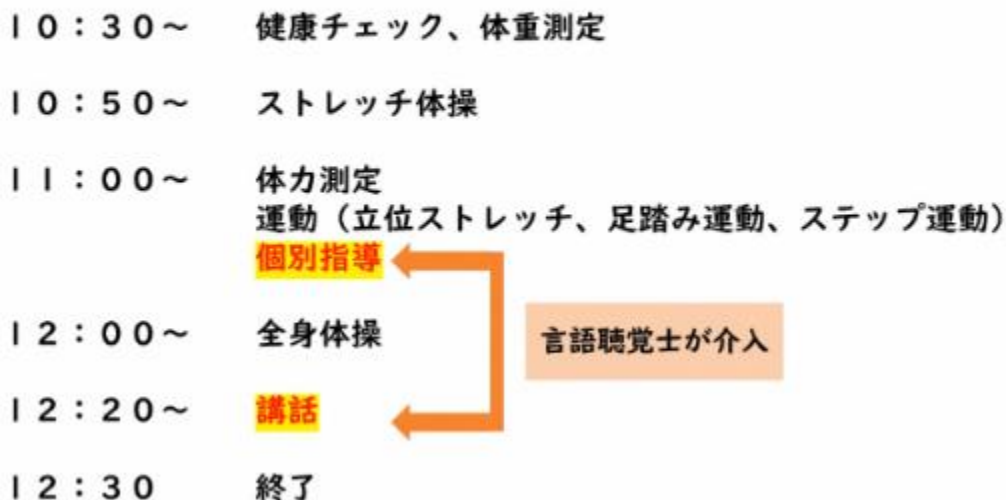 10:30~ 健康チェック、体重測定
10:50~ ストレッチ体操
11:00~ 体力測定
運動（立位ストレッチ、足踏み運動、ステップ運動）
個別指導
12:00~ 全身体操
言語聴覚士が介入
12:20~ 講話
12:30 終了